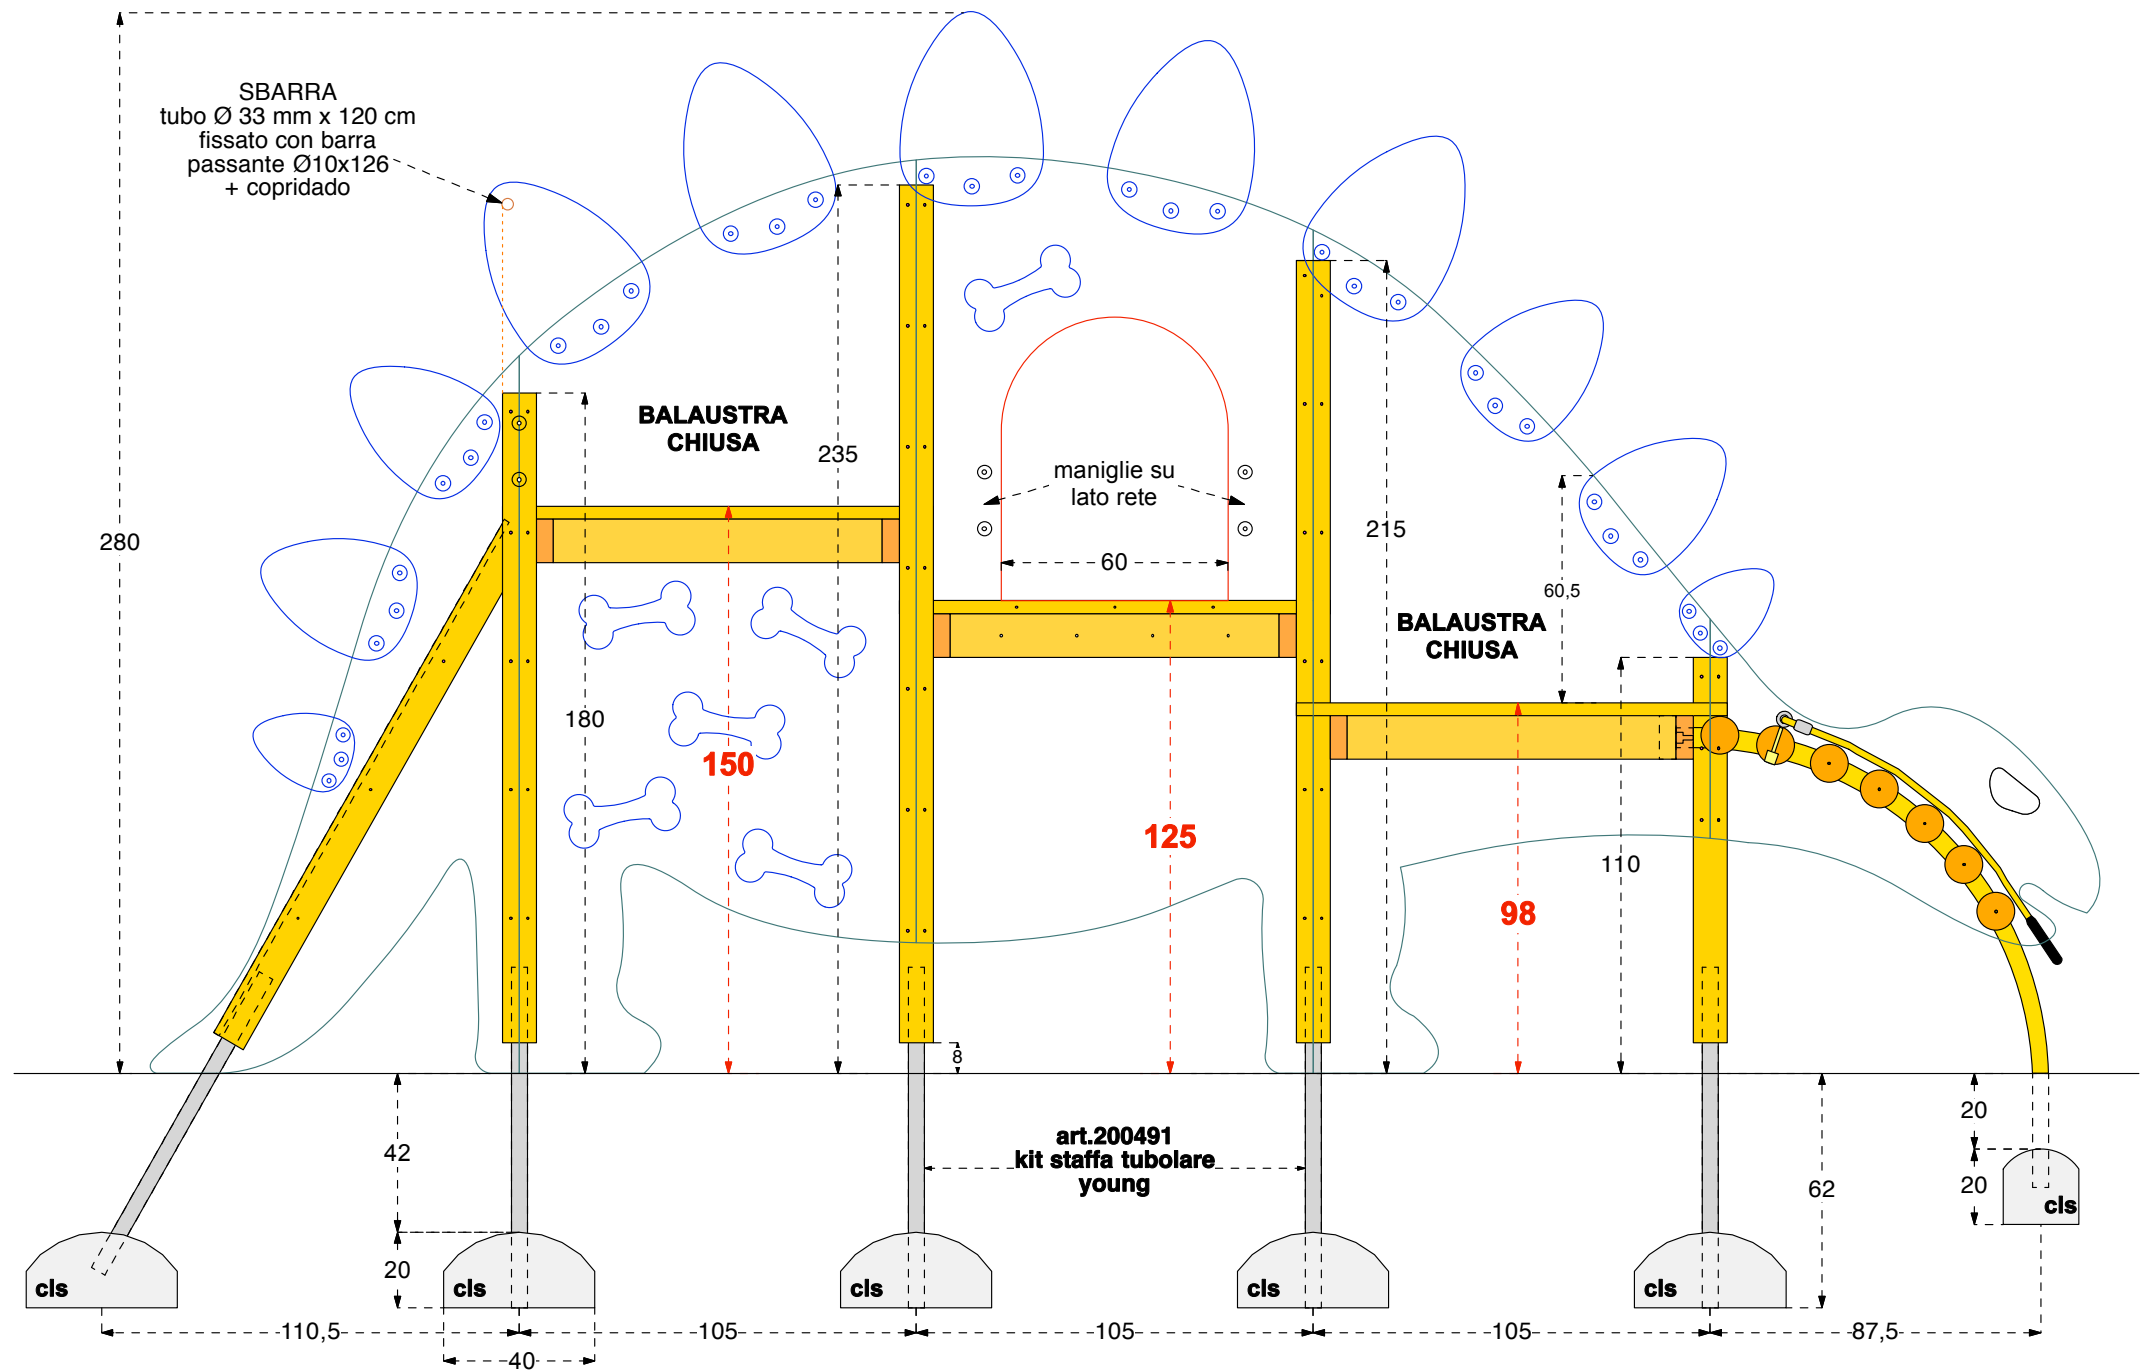 SBARRA
tubo Ø 33 mm x 120 cm
fissato con barra
passante Ø10x126
+ copridado
280
BALAUSTRA
CHIUSA
235
maniglie su
lato rete
60
215
60,5
BALAUSTRA
CHIUSA
180
150
125
98
110
8
42
20
art.200491
kit staffa tubolare
young
62
20
20
cls
cls
cls
cls
cls
cls
110,5
105
105
105
87,5
40